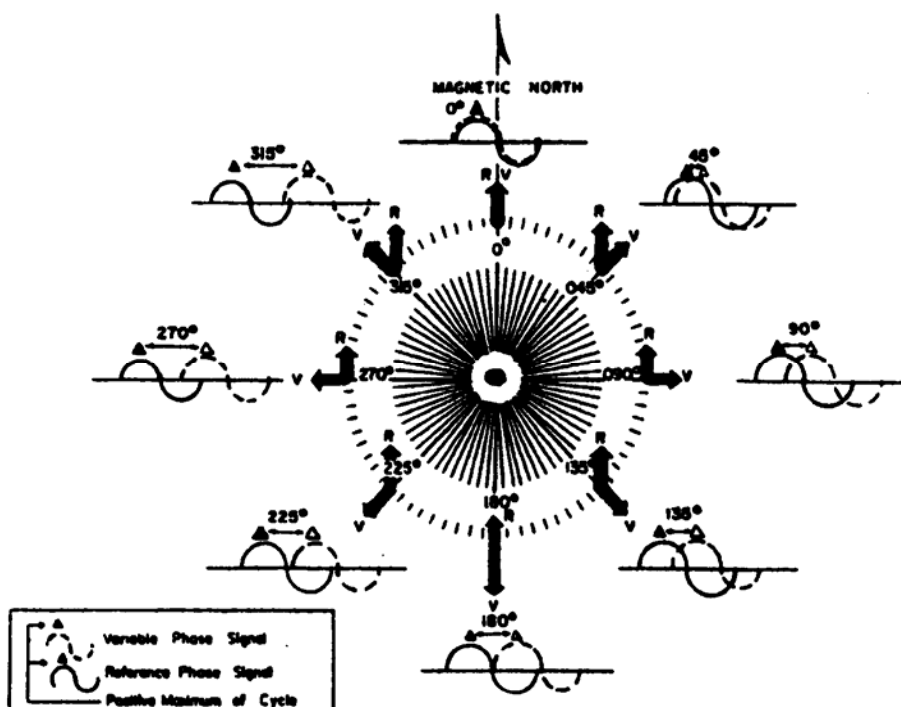 MAGNETIC NORTH
0°
315°
45°
R V
R
V
R
V
0°
315°
045°
270°
90°
R
V
270°
R
090°
V
R
225°
V
R
135°
V
225°
180°
R
135°
V
180°
Variable Phase Signal
Reference Phase Signal
Positive Maximum of Cycle